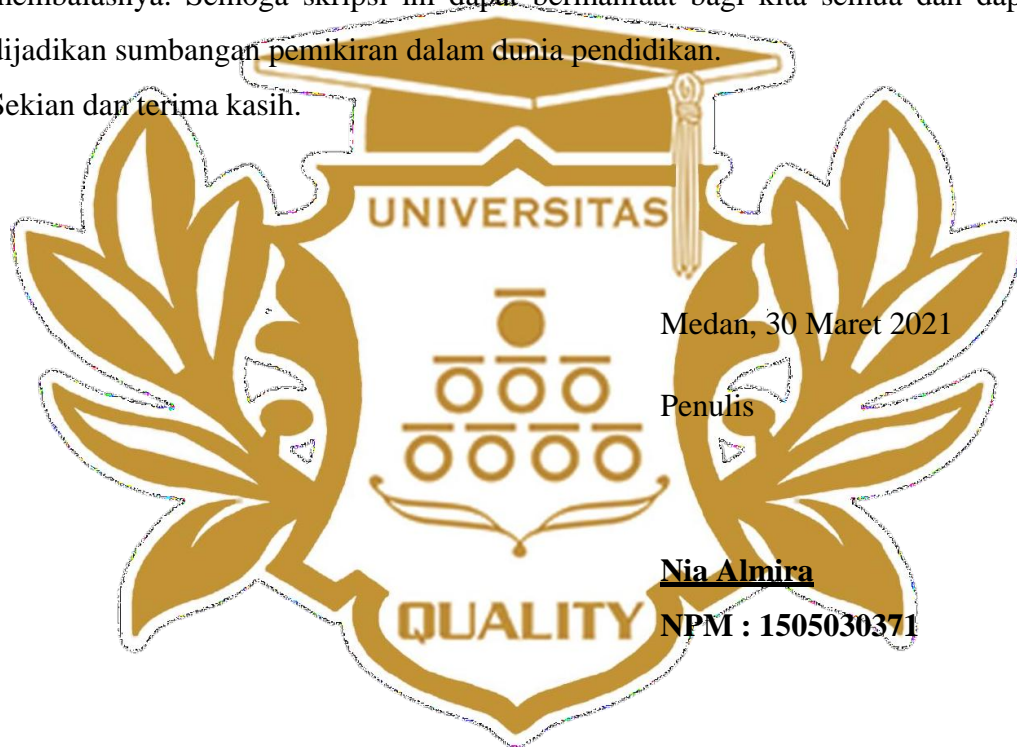 membalasnya. Semoga skripsi ini dapat bermanfaat bagi kita semua dan
dijadikan sumbangan pemikiran dalam dunia pendidikan.
Sekian dan terima kasih.
UNIVERSITAS
Medan, 30 Maret 2021
Penulis
Nia Almira
QUALITY
NPM : 1505030371